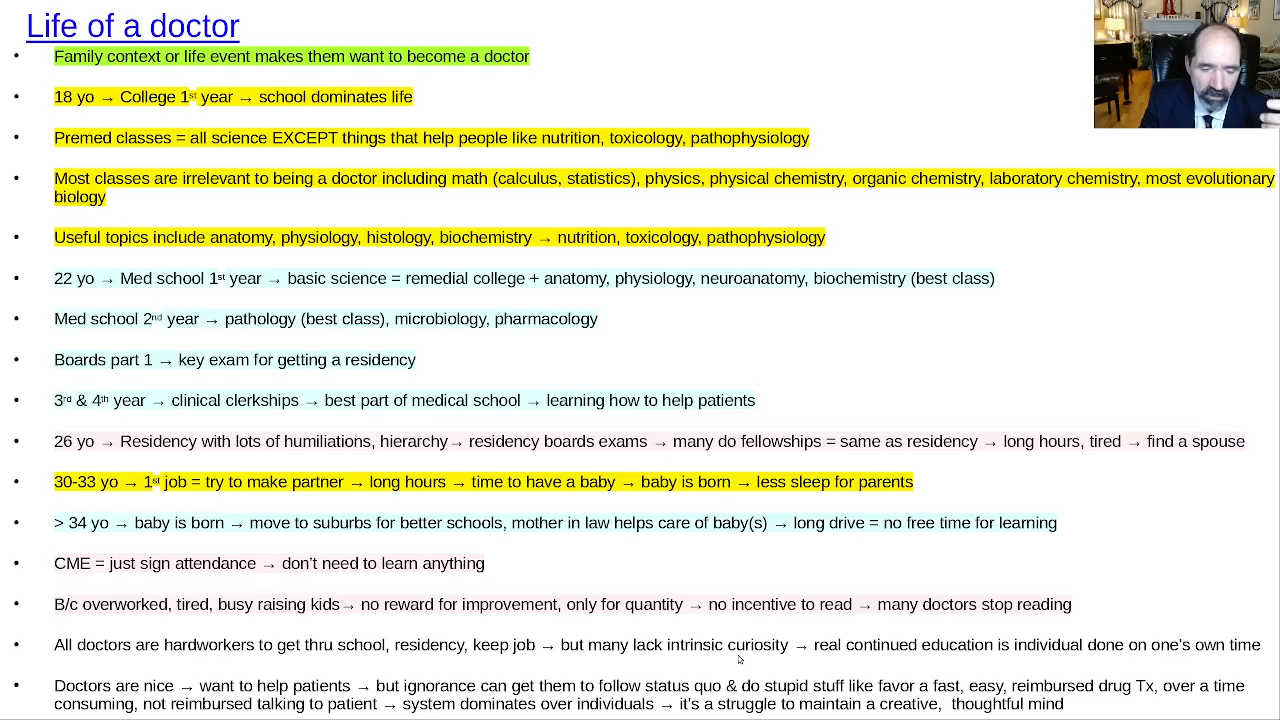 Life of a doctor
• Family context or life event makes them want to become a doctor
• 18 yo → College 1st year → school dominates life
• Premed classes = all science EXCEPT things that help people like nutrition, toxicology, pathophysiology
• Most classes are irrelevant to being a doctor including math (calculus, statistics), physics, physical chemistry, organic chemistry, laboratory chemistry, most evolutionary
biology
• Useful topics include anatomy, physiology, histology, biochemistry → nutrition, toxicology, pathophysiology
• 22 yo → Med school 1st year → basic science = remedial college + anatomy, physiology, neuroanatomy, biochemistry (best class)
• Med school 2nd year → pathology (best class), microbiology, pharmacology
• Boards part 1 → key exam for getting a residency
• 3rd & 4th year → clinical clerkships → best part of medical school → learning how to help patients
• 26 yo → Residency with lots of humiliations, hierarchy→ residency boards exams → many do fellowships = same as residency → long hours, tired → find a spouse
• 30-33 yo → 1st job = try to make partner → long hours → time to have a baby → baby is born → less sleep for parents
• > 34 yo → baby is born → move to suburbs for better schools, mother in law helps care of baby(s) → long drive = no free time for learning
• CME = just sign attendance → don’t need to learn anything
• B/c overworked, tired, busy raising kids→ no reward for improvement, only for quantity → no incentive to read → many doctors stop reading
• All doctors are hardworkers to get thru school, residency, keep job → but many lack intrinsic curiosity → real continued education is individual done on one’s own time
• Doctors are nice → want to help patients → but ignorance can get them to follow status quo & do stupid stuff like favor a fast, easy, reimbursed drug Tx, over a time
consuming, not reimbursed talking to patient → system dominates over individuals → it’s a struggle to maintain a creative, thoughtful mind